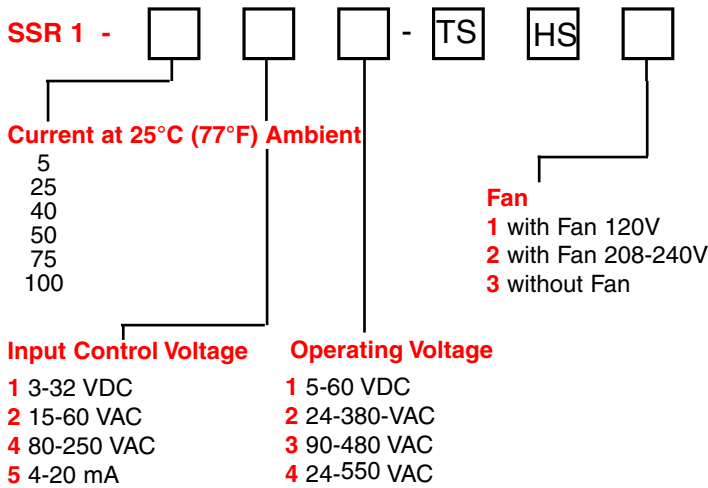 SSR 1 - - TS HS
Current at 25°C (77°F) Ambient
5
25
40
50
75
100
Fan
1 with Fan 120V
2 with Fan 208-240V
3 without Fan
Input Control Voltage
1 3-32 VDC
2 15-60 VAC
4 80-250 VAC
5 4-20 mA
Operating Voltage
1 5-60 VDC
2 24-380-VAC
3 90-480 VAC
4 24-550 VAC